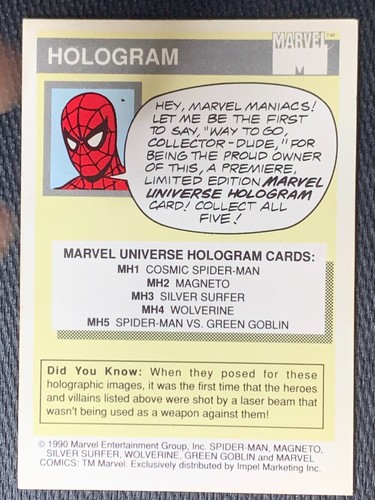 HOLOGRAM
MARVEL™
HEY, MARVEL MANIACS!
LET ME BE THE FIRST
TO SAY, "WAY TO GO,
COLLECTOR-DUDE," FOR
BEING THE PROUD OWNER
OF THIS, A PREMIERE,
LIMITED EDITION MARVEL
UNIVERSE HOLOGRAM
CARD! COLLECT ALL
FIVE!
MARVEL UNIVERSE HOLOGRAM CARDS:
MH1 COSMIC SPIDER-MAN
MH2 MAGNETO
MH3 SILVER SURFER
MH4 WOLVERINE
MH5 SPIDER-MAN VS. GREEN GOBLIN
Did You Know: When they posed for these
holographic images, it was the first time that the heroes
and villains listed above were shot by a laser beam that
wasn't being used as a weapon against them!
© 1990 Marvel Entertainment Group, Inc. SPIDER-MAN, MAGNETO,
SILVER SURFER, WOLVERINE, GREEN GOBLIN and MARVEL
COMICS: TM Marvel. Exclusively distributed by Impel Marketing Inc.